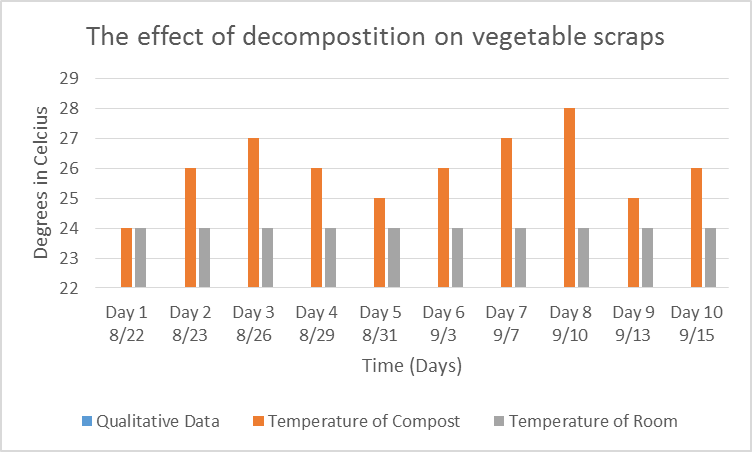 The effect of decompostition on vegetable scraps
Degrees in Celcius
29
28
27
26
25
24
23
22
Day 1 Day 2 Day 3 Day 4 Day 5 Day 6 Day 7 Day 8 Day 9 Day 10
8/22 8/23 8/26 8/29 8/31 9/3 9/7 9/10 9/13 9/15
Time (Days)
Qualitative Data Temperature of Compost Temperature of Room